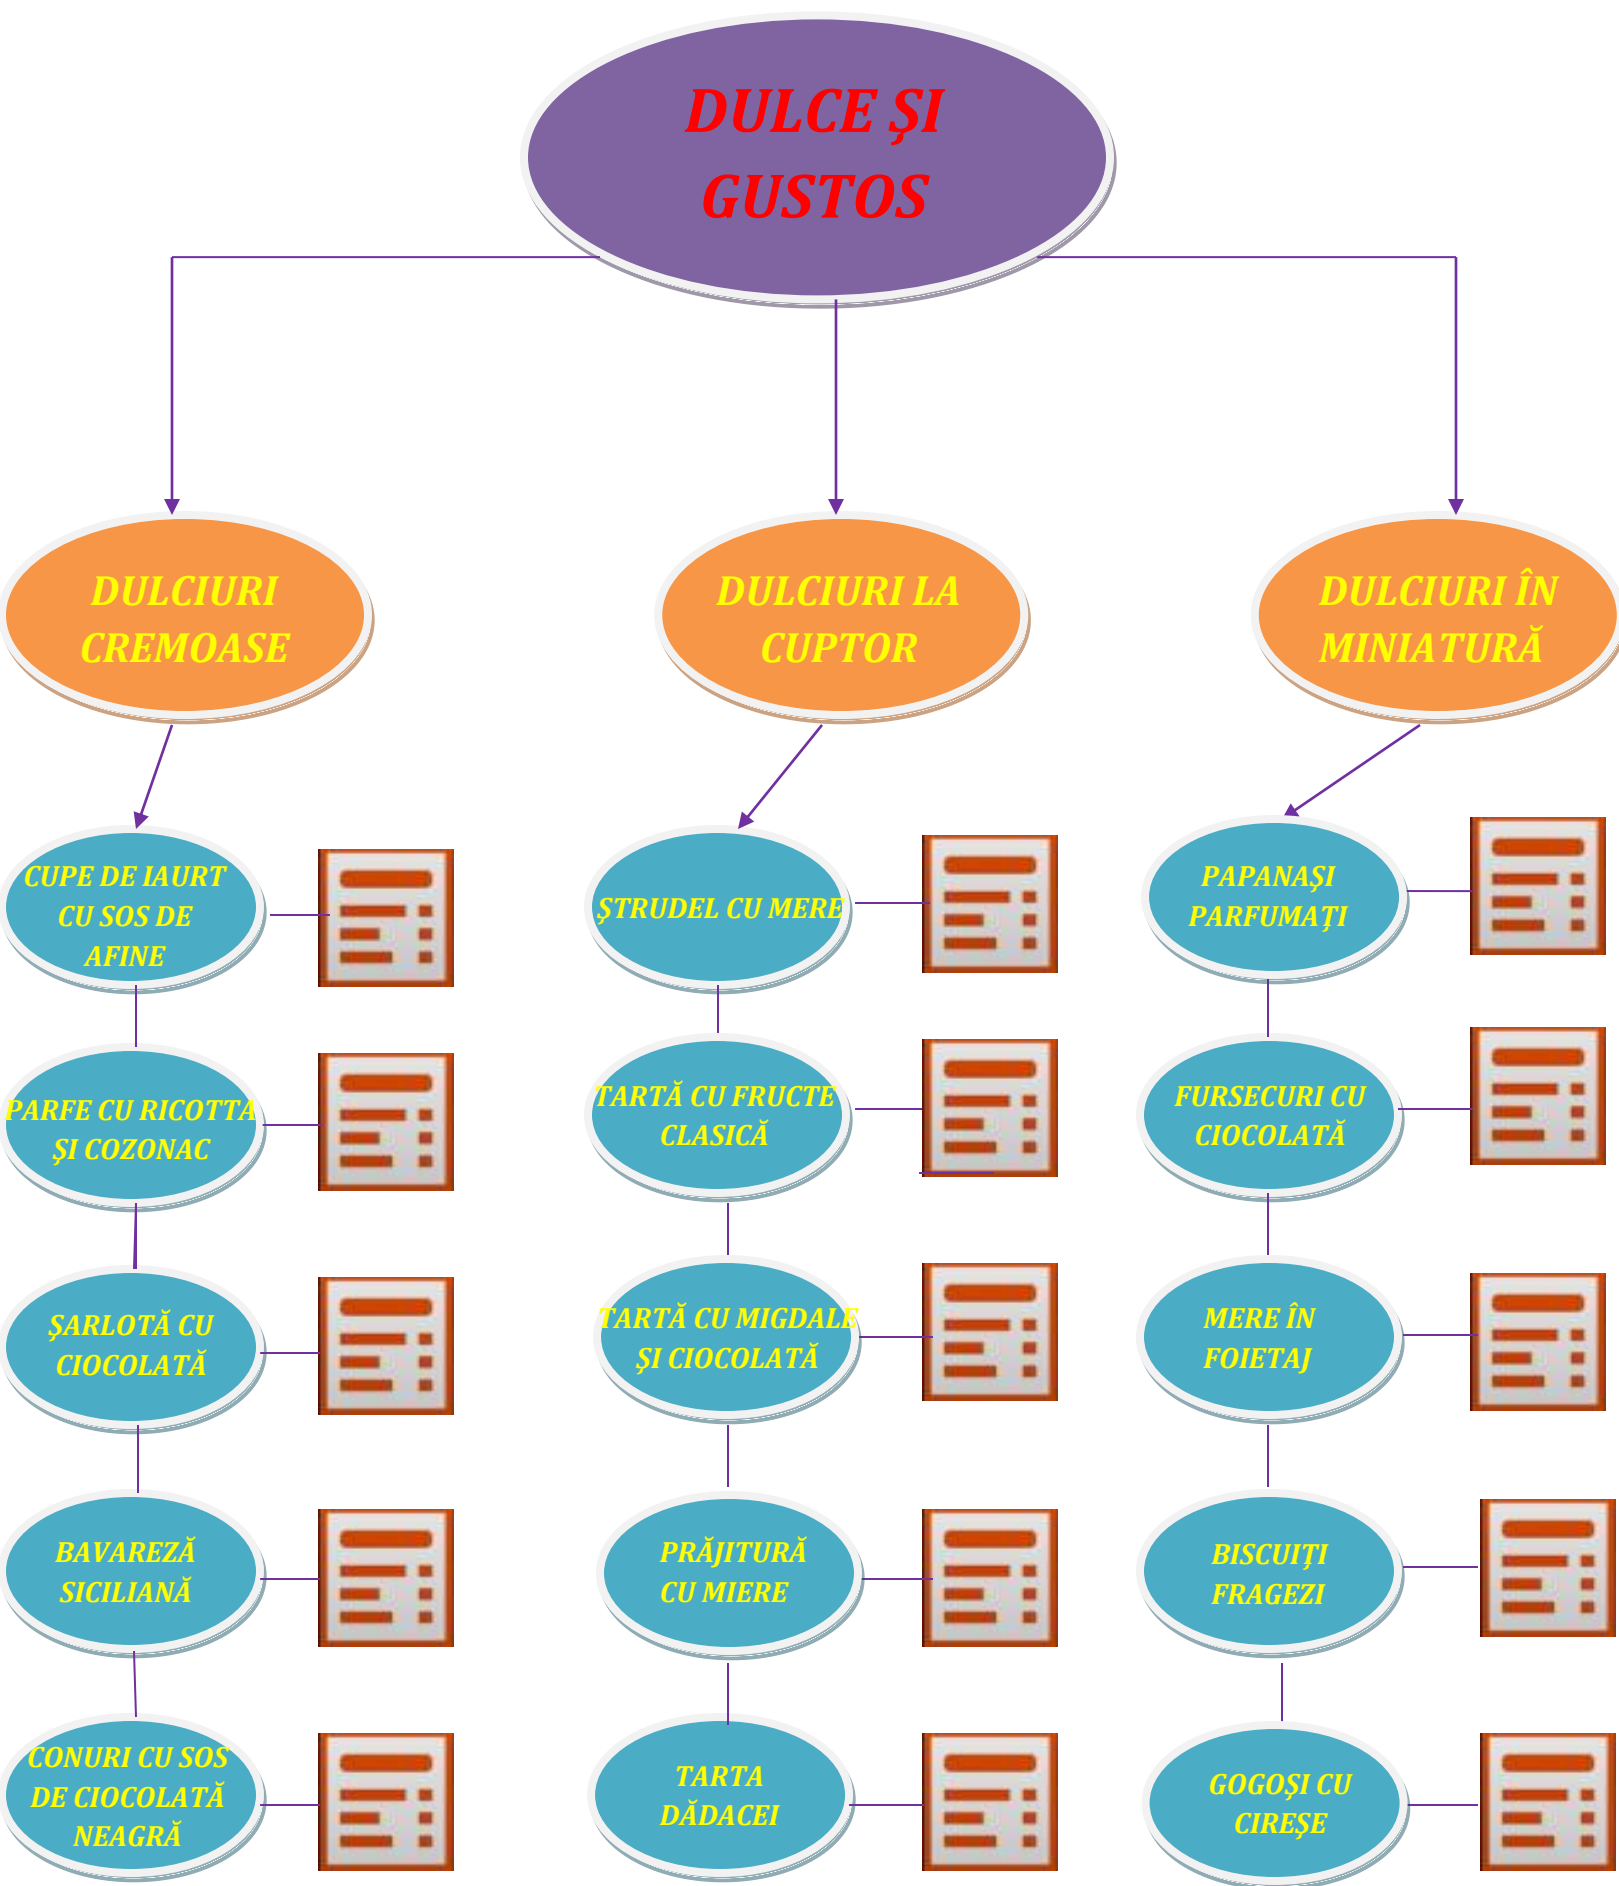 DULCE ŞI
GUSTOS
DULCIURI
CREMOASE
DULCIURI LA
CUPTOR
DULCIURI ÎN
MINIATURĂ
CUPE DE IAURT
CU SOS DE
AFINE
ŞTRUDEL CU MERE
PAPANAŞI
PARFUMAŢI
PARFE CU RICOTTA
ŞI COZONAC
TARTĂ CU FRUCTE
CLASICĂ
FURSECURI CU
CIOCOLATĂ
ŞARLOTĂ CU
CIOCOLATĂ
TARTĂ CU MIGDALE
ŞI CIOCOLATĂ
MERE ÎN
FOIETAJ
BAVAREZĂ
SICILIANĂ
PRĂJITURĂ
CU MIERE
BISCUIŢI
FRAGEZI
CONURI CU SOS
DE CIOCOLATĂ
NEAGRĂ
TARTA
DĂDACEI
GOGOŞI CU
CIREŞE